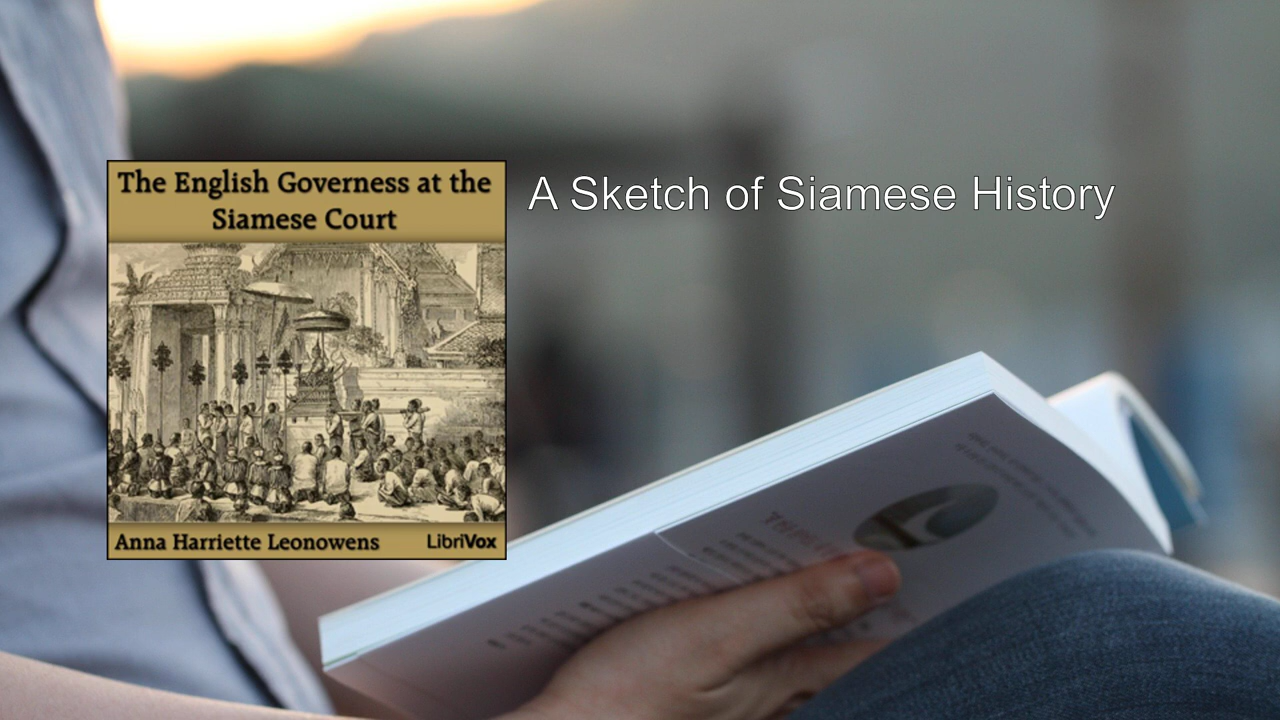 The English Governess at the
Siamese Court
Anna Harriette Leonowens
LibriVox
A Sketch of Siamese History